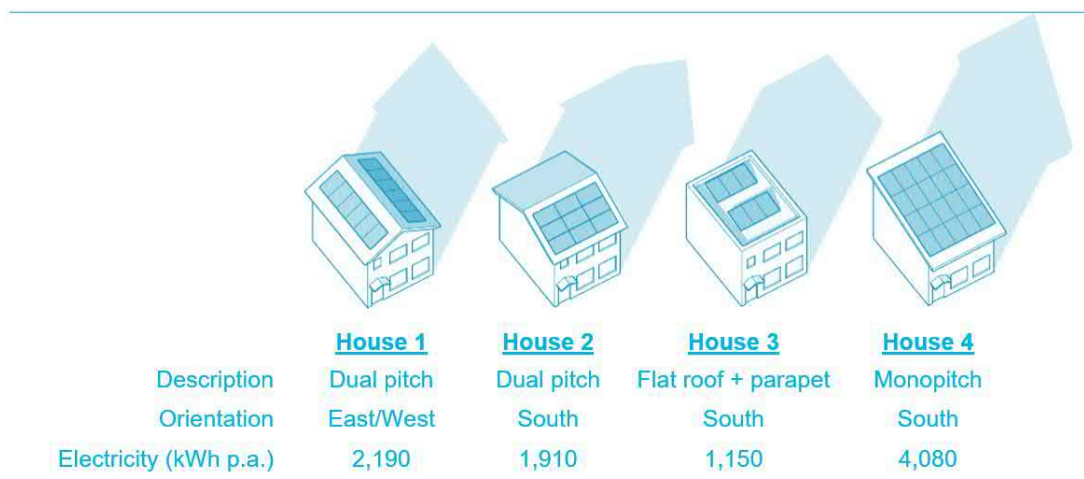 House 1 House 2 House 3 House 4
Description Dual pitch Dual pitch Flat roof + parapet Monopitch
Orientation East/West South South South
Electricity (kWh p.a.) 2,190 1,910 1,150 4,080